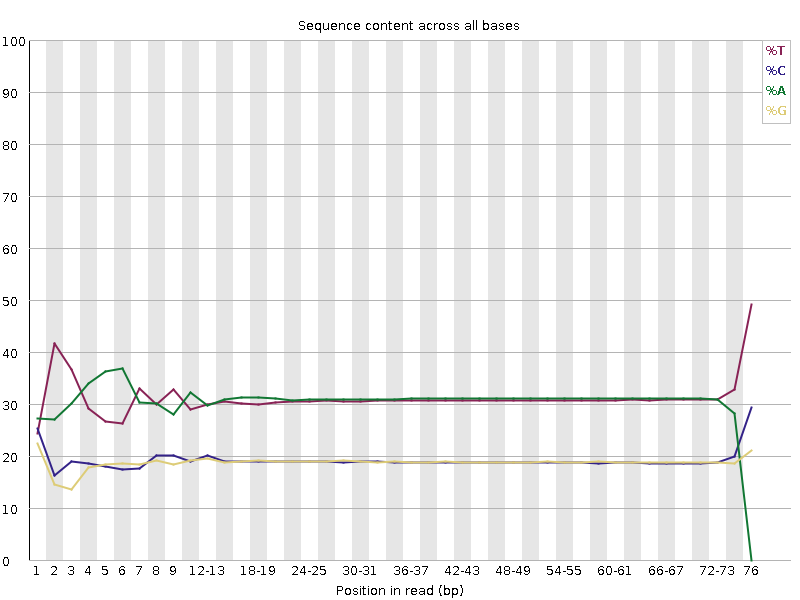 Sequence content across all bases
100
90
80
70
60
50
40
30
20
10
0
%T
%C
%A
%G
1 2 3 4 5 6 7 8 9 12-13 18-19 24-25 30-31 36-37 42-43 48-49 54-55 60-61 66-67 72-73 76
Position in read (bp)